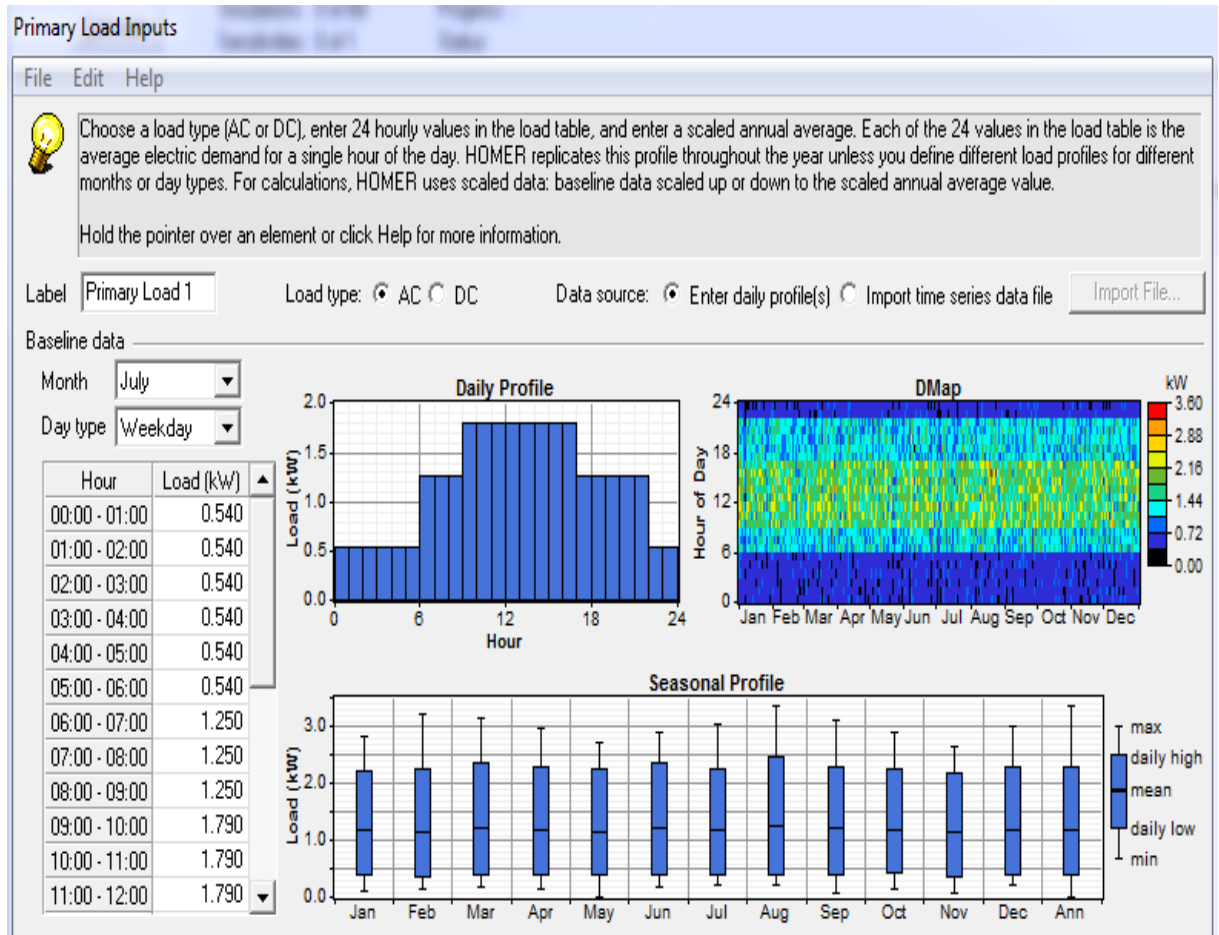 Primary Load Inputs
File Edit Help
Choose a load type (AC or DC), enter 24 hourly values in the load table, and enter a scaled annual average. Each of the 24 values in the load table is the
average electric demand for a single hour of the day. HOMER replicates this profile throughout the year unless you define different load profiles for different
months or day types. For calculations, HOMER uses scaled data: baseline data scaled up or down to the scaled annual average value.
Hold the pointer over an element or click Help for more information.
Label Primary Load 1 Load type: AC DC Data source: Enter daily profile(s) Import time series data file Import File...
Baseline data
Month July
Day type Weekday
Hour Load (kW)
00:00 - 01:00 0.540
01:00 - 02:00 0.540
02:00 - 03:00 0.540
03:00 - 04:00 0.540
04:00 - 05:00 0.540
05:00 - 06:00 0.540
06:00 - 07:00 1.250
07:00 - 08:00 1.250
08:00 - 09:00 1.250
09:00 - 10:00 1.790
10:00 - 11:00 1.790
11:00 - 12:00 1.790
Daily Profile
Load (kW)
2.0
1.5
1.0
0.5
0.0
0 6 12 18 24
Hour
DMap
Hour of Day
24
18
12
6
0
Jan Feb Mar Apr May Jun Jul Aug Sep Oct Nov Dec
kW
3.60
2.88
2.16
1.44
0.72
0.00
Seasonal Profile
Load (kW)
3.0
2.0
1.0
0.0
Jan Feb Mar Apr May Jun Jul Aug Sep Oct Nov Dec Ann
max
daily high
mean
daily low
min